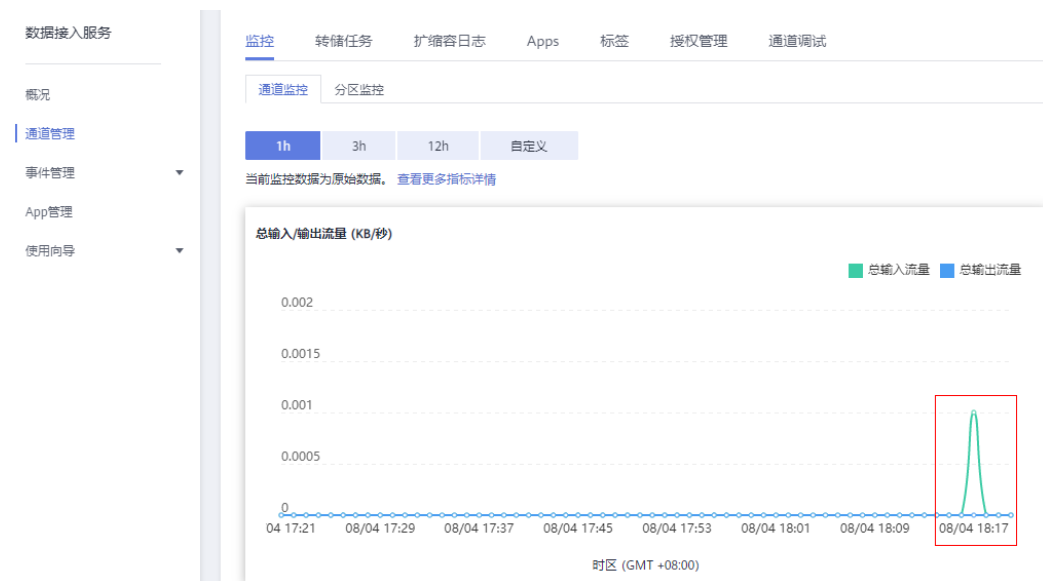 数据接入服务
概况
通道管理
事件管理
App管理
使用向导
监控 转储任务 扩缩容日志 Apps 标签 授权管理 通道调试
通道监控 分区监控
1h 3h 12h 自定义
当前监控数据为原始数据。 查看更多指标详情
总输入/输出流量 (KB/秒)
总输入流量 总输出流量
0.002
0.0015
0.001
0.0005
0
04 17:21 08/04 17:29 08/04 17:37 08/04 17:45 08/04 17:53 08/04 18:01 08/04 18:09 08/04 18:17
时区 (GMT +08:00)